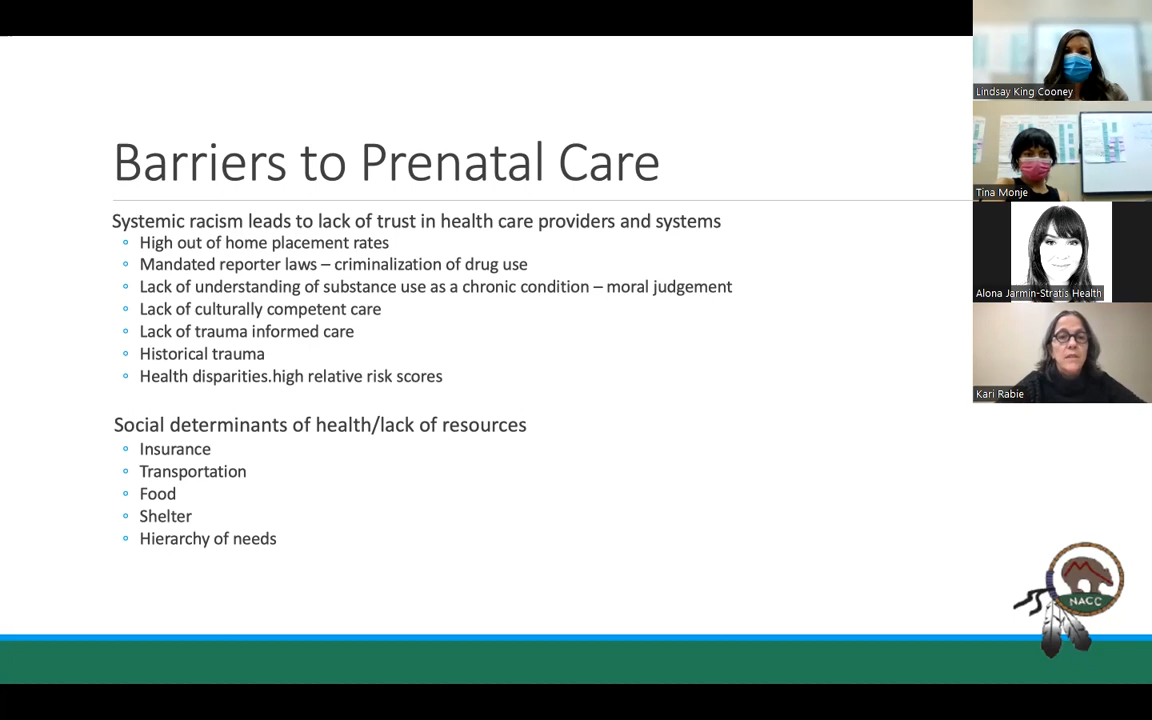 Barriers to Prenatal Care
Systemic racism leads to lack of trust in health care providers and systems
High out of home placement rates
Mandated reporter laws – criminalization of drug use
Lack of understanding of substance use as a chronic condition – moral judgement
Lack of culturally competent care
Lack of trauma informed care
Historical trauma
Health disparities.high relative risk scores
Social determinants of health/lack of resources
Insurance
Transportation
Food
Shelter
Hierarchy of needs
Lindsay King Cooney
Tina Monje
Alona Jarmin-Stratis Health
Kari Rabie
NACC